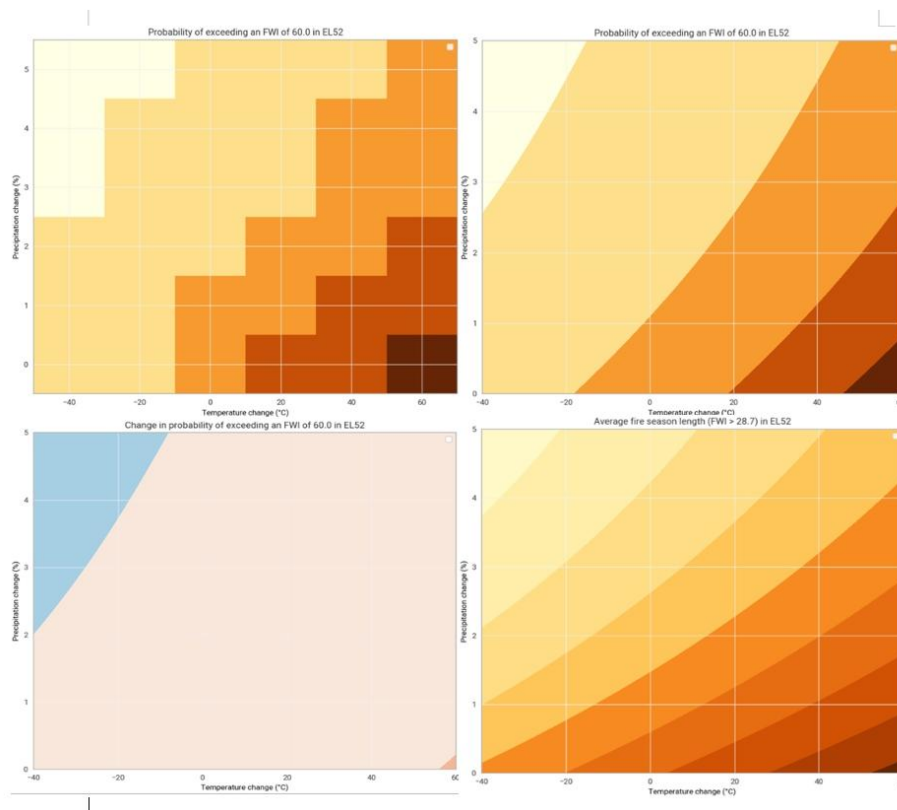 Probability of exceeding an FWI of 60.0 in EL52
Precipitation change (%)
5
4
3
2
1
0
−40 −20 0 20 40 60
Temperature change (°C)
Probability of exceeding an FWI of 60.0 in EL52
Precipitation change (%)
5
4
3
2
1
0
−40 −20 0 20 40 60
Temperature change (°C)
Change in probability of exceeding an FWI of 60.0 in EL52
Precipitation change (%)
5
4
3
2
1
0
−40 −20 0 20 40 60
Temperature change (°C)
Average fire season length (FWI > 28.7) in EL52
Precipitation change (%)
5
4
3
2
1
0
−40 −20 0 20 40
Temperature change (°C)